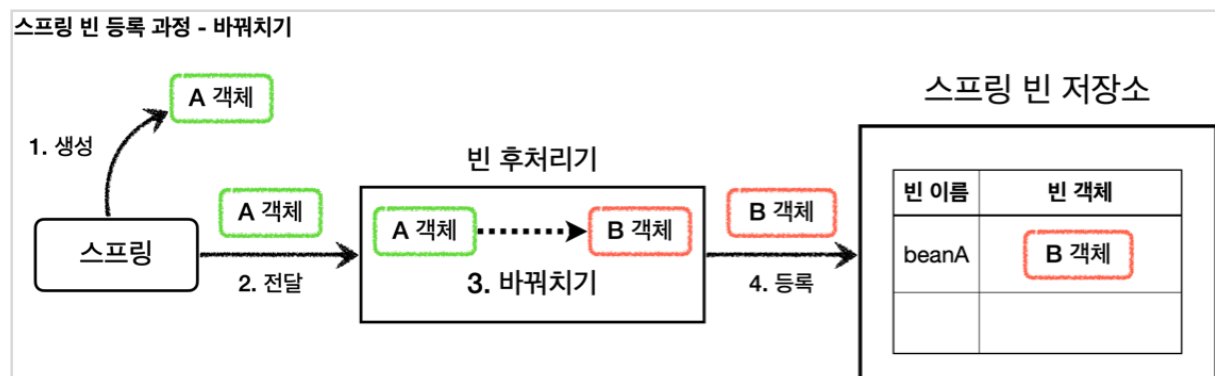 스프링 빈 등록 과정 - 바꿔치기
A 객체
1. 생성
스프링
A 객체
2. 전달
빈 후처리기
A 객체
B 객체
3. 바꿔치기
B 객체
4. 등록
스프링 빈 저장소
빈 이름 빈 객체
beanA B 객체